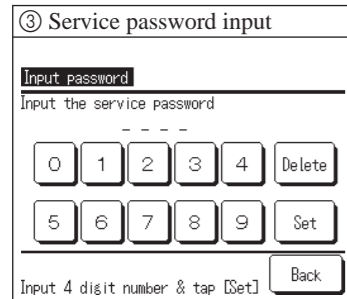 ③ Service password input
Input password
Input the service password
- - - -
0 1 2 3 4 Delete
5 6 7 8 9 Set
Input 4 digit number & tap [Set] Back